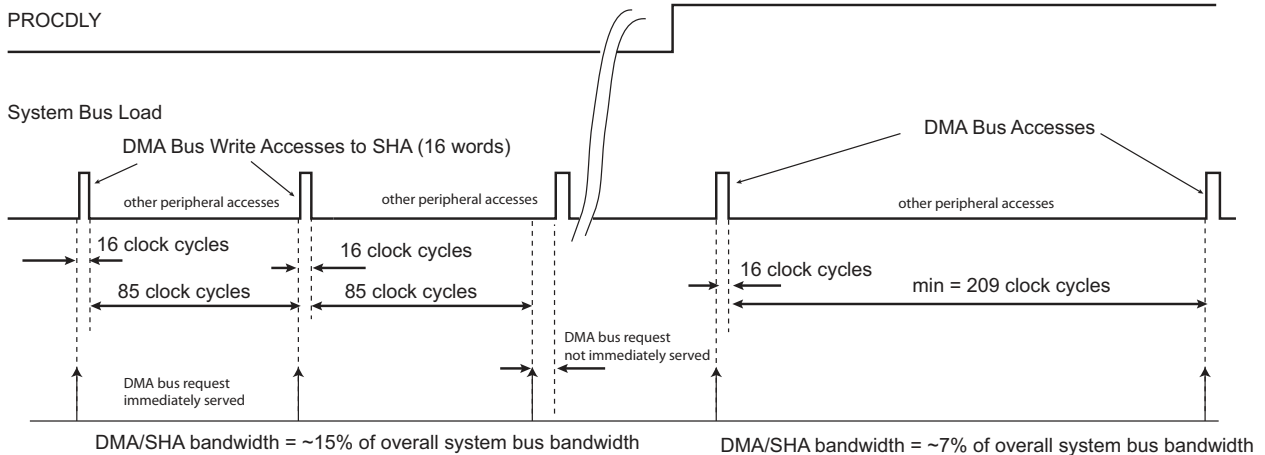 PROCDLY
System Bus Load
DMA Bus Write Accesses to SHA (16 words)
DMA Bus Accesses
other peripheral accesses
other peripheral accesses
other peripheral accesses
16 clock cycles
16 clock cycles
16 clock cycles
85 clock cycles
85 clock cycles
min = 209 clock cycles
DMA bus request
not immediately served
DMA bus request
immediately served
DMA/SHA bandwidth = ~15% of overall system bus bandwidth
DMA/SHA bandwidth = ~7% of overall system bus bandwidth